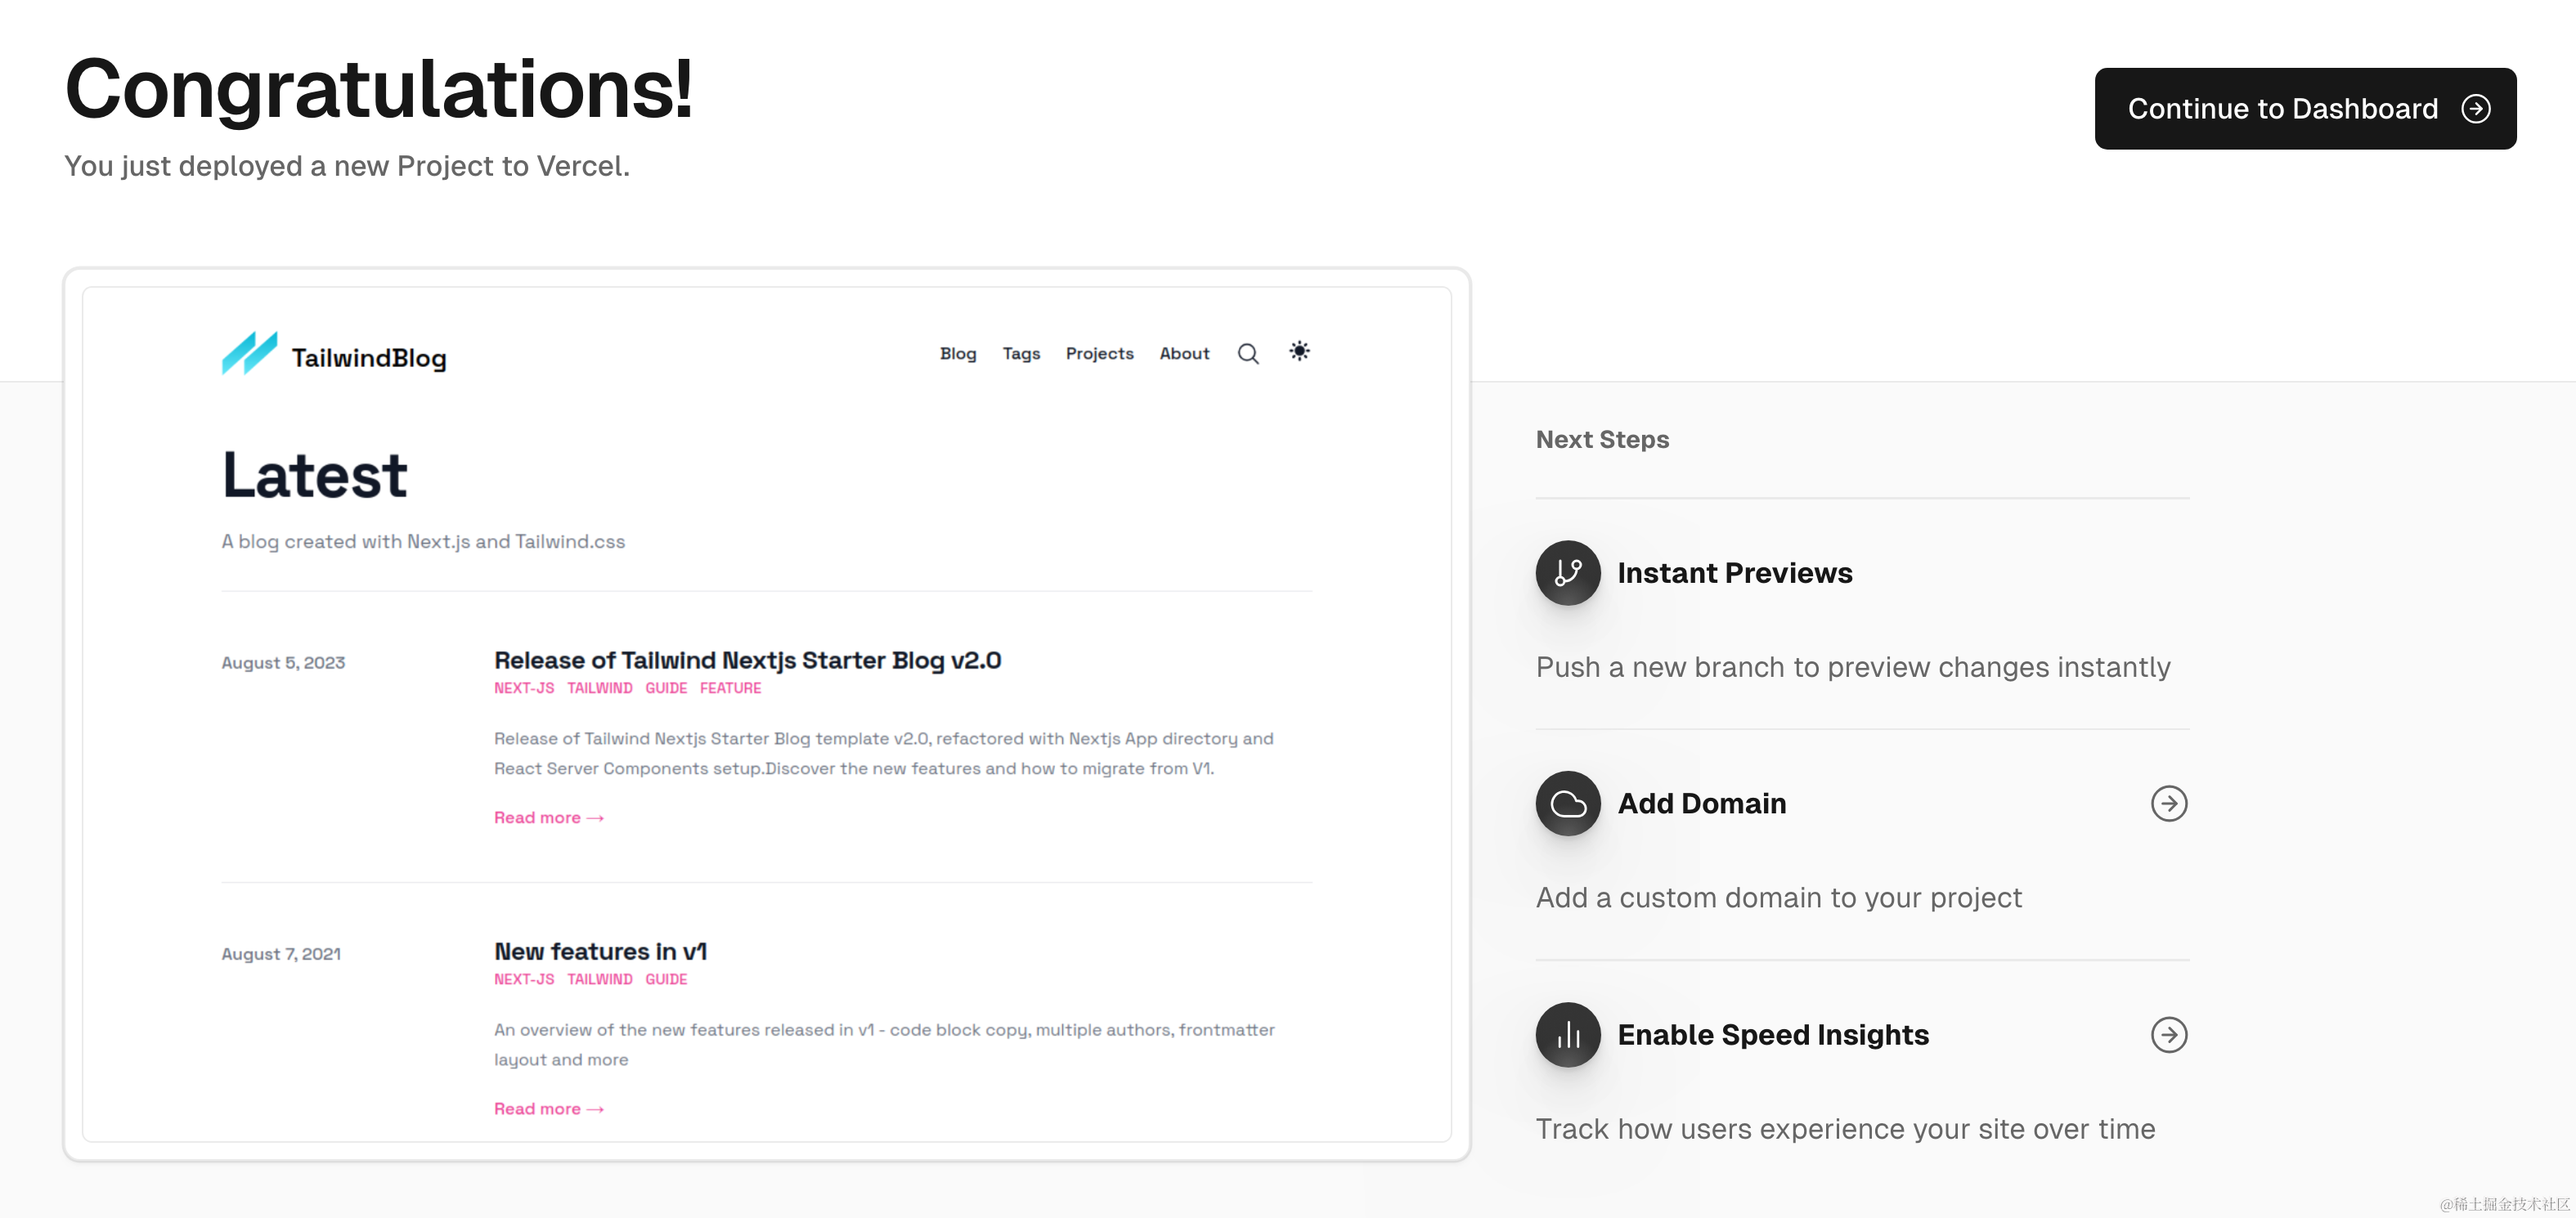 Congratulations!
You just deployed a new Project to Vercel.
Continue to Dashboard
TailwindBlog
Blog Tags Projects About
Latest
A blog created with Next.js and Tailwind.css
August 5, 2023
Release of Tailwind Nextjs Starter Blog v2.0
NEXT-JS TAILWIND GUIDE FEATURE
Release of Tailwind Nextjs Starter Blog template v2.0, refactored with Nextjs App directory and
React Server Components setup.Discover the new features and how to migrate from V1.
Read more →
August 7, 2021
New features in v1
NEXT-JS TAILWIND GUIDE
An overview of the new features released in v1 - code block copy, multiple authors, frontmatter
layout and more
Read more →
Next Steps
Instant Previews
Push a new branch to preview changes instantly
Add Domain
Add a custom domain to your project
Enable Speed Insights
Track how users experience your site over time
@稀土掘金技术社区